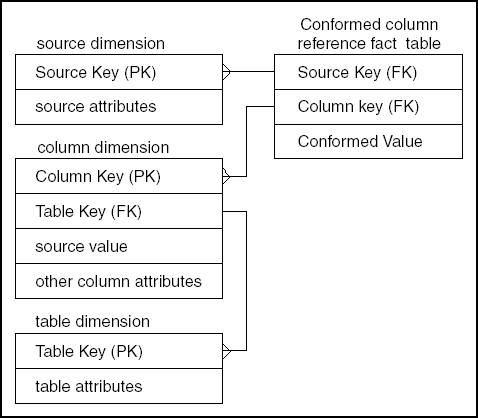 source dimension
Source Key (PK)
source attributes
column dimension
Column Key (PK)
Table Key (FK)
source value
other column attributes
table dimension
Table Key (PK)
table attributes
Conformed column
reference fact table
Source Key (FK)
Column key (FK)
Conformed Value